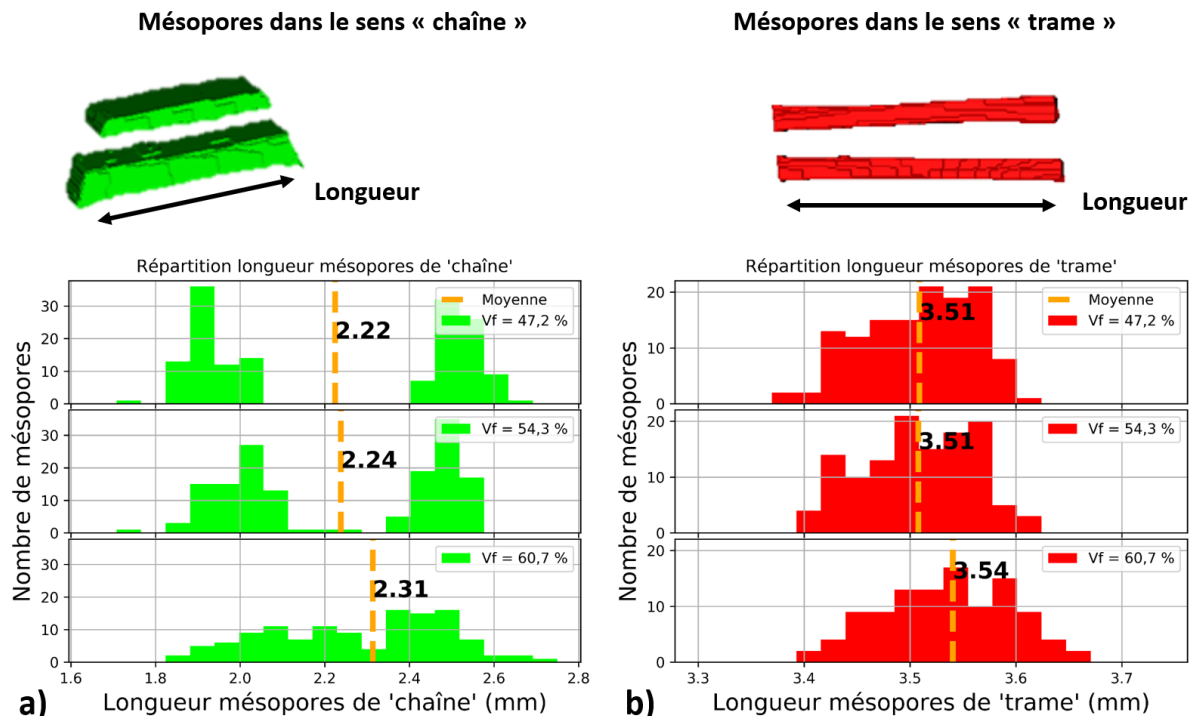 Mésopores dans le sens « chaîne »
Longueur
Répartition longueur mésopores de 'chaîne'
Nombre de mésopores
30
20
10
0
Moyenne
Vf = 47,2 %
2.22
30
20
10
0
Vf = 54,3 %
2.24
30
20
10
0
Vf = 60,7 %
2.31
1.6 1.8 2.0 2.2 2.4 2.6 2.8
a) Longueur mésopores de 'chaîne' (mm)
Mésopores dans le sens « trame »
Longueur
Répartition longueur mésopores de 'trame'
Nombre de mésopores
20
10
0
Moyenne
Vf = 47,2 %
3.51
20
10
0
Vf = 54,3 %
3.51
20
10
0
Vf = 60,7 %
3.54
3.3 3.4 3.5 3.6 3.7
b) Longueur mésopores de 'trame' (mm)